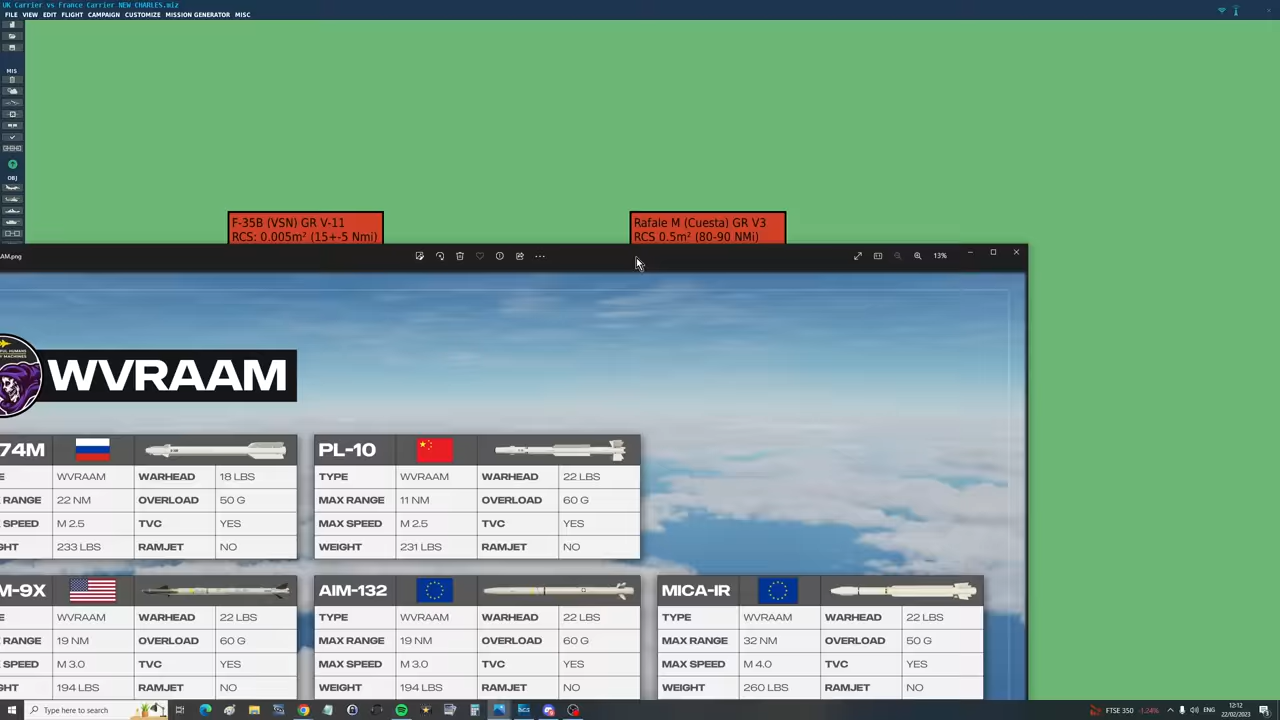 UK Carrier vs France Carrier NEW CHARLES.miz
FILE VIEW EDIT FLIGHT CAMPAIGN CUSTOMIZE MISSION GENERATOR MISC
MIS
OBJ
F-35B (VSN) GR V-11
RCS: 0.005m² (15+-5 Nmi)
Rafale M (Cuesta) GR V3
RCS 0.5m² (80-90 NMi)
AM.png
13%
WVRAAM
74M
WVRAAM WARHEAD 18 LBS
RANGE 22 NM OVERLOAD 50 G
SPEED M 2.5 TVC YES
GHT 233 LBS RAMJET NO
PL-10
TYPE WVRAAM WARHEAD 22 LBS
MAX RANGE 11 NM OVERLOAD 60 G
MAX SPEED M 2.5 TVC YES
WEIGHT 231 LBS RAMJET NO
M-9X
WVRAAM WARHEAD 22 LBS
RANGE 19 NM OVERLOAD 60 G
SPEED M 3.0 TVC YES
GHT 194 LBS RAMJET NO
AIM-132
TYPE WVRAAM WARHEAD 22 LBS
MAX RANGE 19 NM OVERLOAD 60 G
MAX SPEED M 3.0 TVC YES
WEIGHT 194 LBS RAMJET NO
MICA-IR
TYPE WVRAAM WARHEAD 22 LBS
MAX RANGE 32 NM OVERLOAD 50 G
MAX SPEED M 4.0 TVC YES
WEIGHT 260 LBS RAMJET NO
Type here to search
FTSE 350 -1.24%
ENG
12:12
22/02/2023